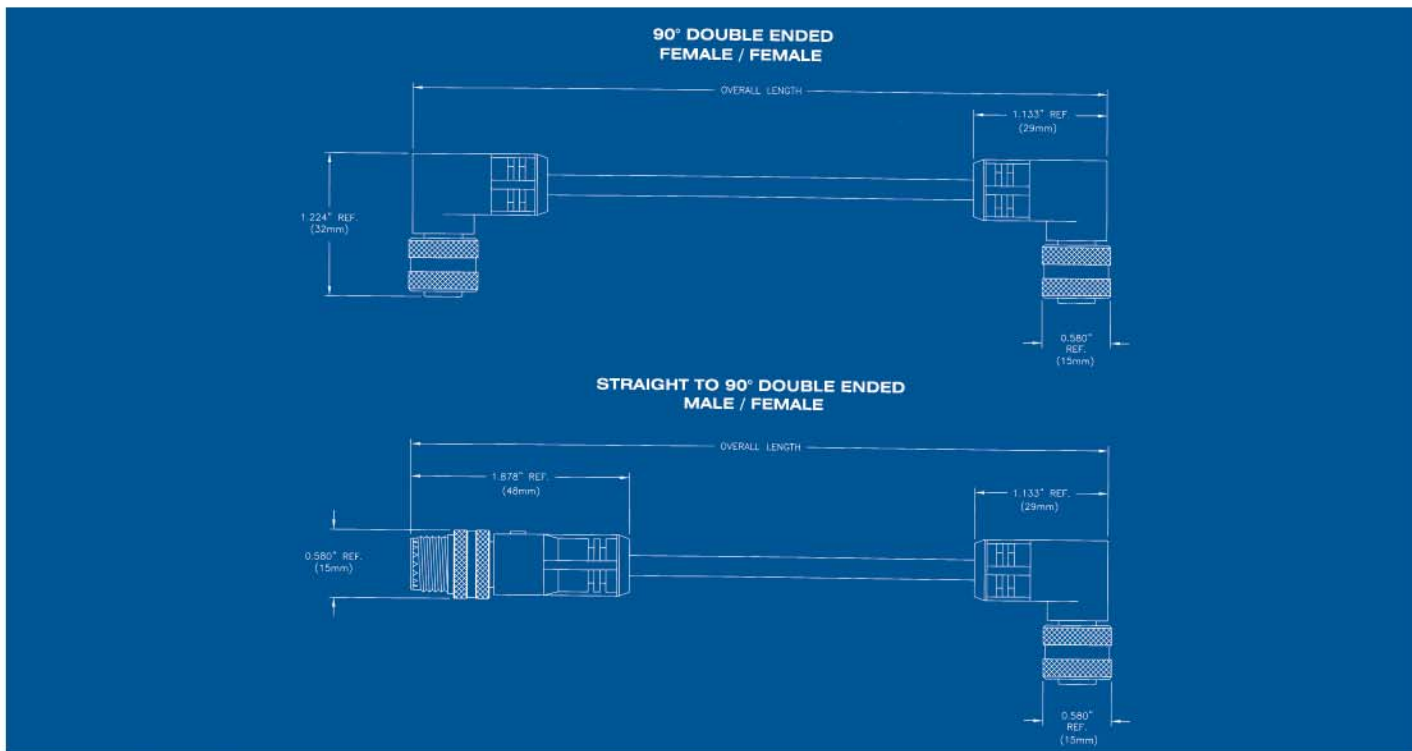 90° DOUBLE ENDED
FEMALE / FEMALE
OVERALL LENGTH
1.133" REF.
(29mm)
1.224" REF.
(32mm)
0.580"
REF.
(15mm)
STRAIGHT TO 90° DOUBLE ENDED
MALE / FEMALE
OVERALL LENGTH
1.878" REF.
(48mm)
1.133" REF.
(29mm)
0.580" REF.
(15mm)
0.580"
REF.
(15mm)